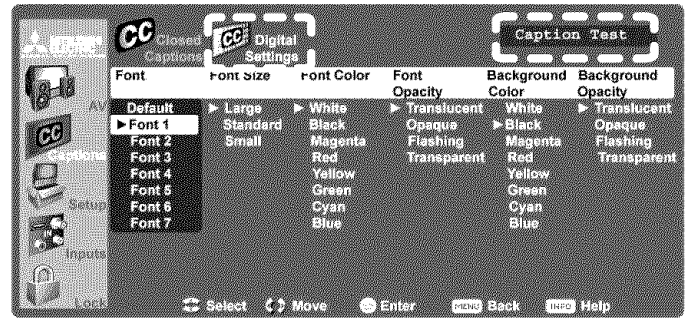 CC Closed Captions
CC Digital Settings
Caption Test
Font Font Size Font Color Font Opacity Background Color Background Opacity
AV
Default Large White Translucent White Translucent
Font 1 Standard Black Opaque Black Opaque
Font 2 Small Magenta Flashing Magenta Flashing
Font 3 Red Transparent Red Transparent
Font 4 Yellow Yellow
Font 5 Green Green
Font 6 Cyan Cyan
Font 7 Blue Blue
CC
Captions
Setup
IN
Inputs
Lock
Select Move Enter MENU Back INFO Help